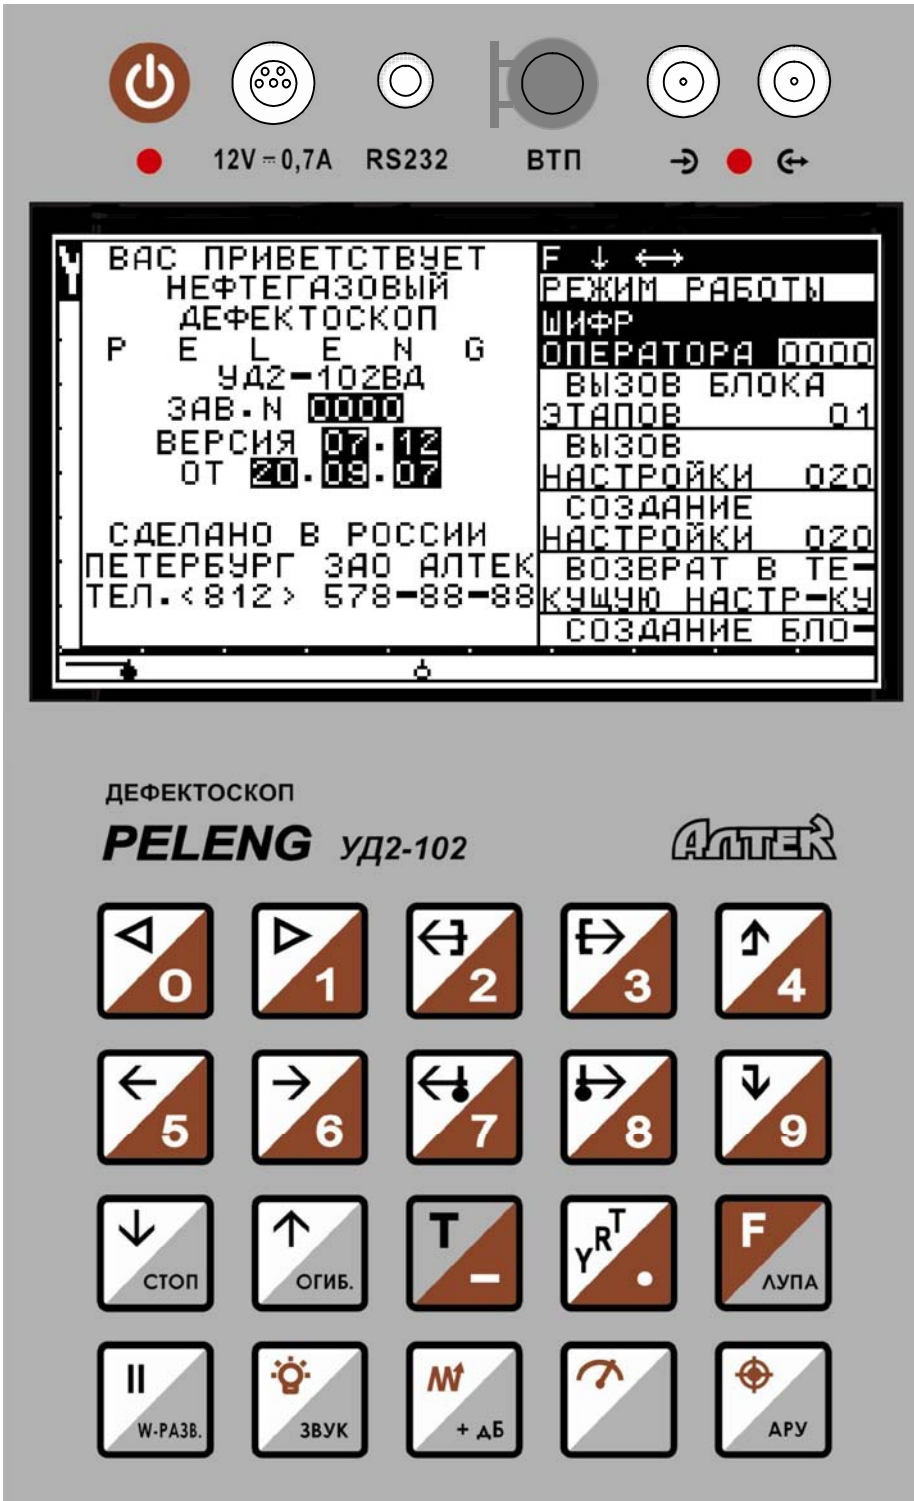 12V⎓0,7A RS232 ВТП
ВАС ПРИВЕТСТВУЕТ
НЕФТЕГАЗОВЫЙ
ДЕФЕКТОСКОП
P E L E N G
УД2-102ВД
ЗАВ.N 0000
ВЕРСИЯ 07.12
ОТ 20.09.07
СДЕЛАНО В РОССИИ
ПЕТЕРБУРГ ЗАО АЛТЕК
ТЕЛ.<812> 578-88-88
F ↓ ↔
РЕЖИМ РАБОТЫ
ШИФР
ОПЕРАТОРА 0000
ВЫЗОВ БЛОКА
ЭТАПОВ 01
ВЫЗОВ
НАСТРОЙКИ 020
СОЗДАНИЕ
НАСТРОЙКИ 020
ВОЗВРАТ В ТЕ-
КУЩУЮ НАСТР-КУ
СОЗДАНИЕ БЛО-
ДЕФЕКТОСКОП
PELENG УД2-102 АЛТЕК
0 1 2 3 4
5 6 7 8 9
СТОП ОГИБ. T - YRT . F ЛУПА
II W-РАЗВ. ЗВУК + дБ АРУ